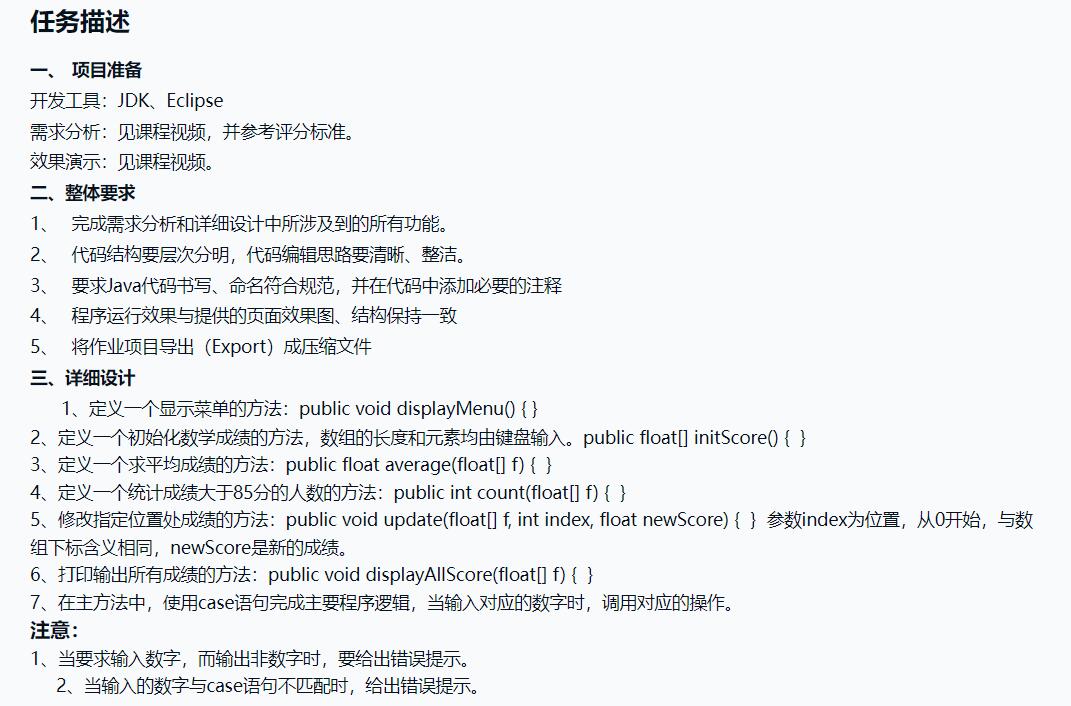 任务描述
一、 项目准备
开发工具：JDK、Eclipse
需求分析：见课程视频，并参考评分标准。
效果演示：见课程视频。
二、整体要求
1、 完成需求分析和详细设计中所涉及到的所有功能。
2、 代码结构要层次分明，代码编辑思路要清晰、整洁。
3、 要求Java代码书写、命名符合规范，并在代码中添加必要的注释
4、 程序运行效果与提供的页面效果图、结构保持一致
5、 将作业项目导出（Export）成压缩文件
三、详细设计
1、定义一个显示菜单的方法：public void displayMenu() { }
2、定义一个初始化数学成绩的方法，数组的长度和元素均由键盘输入。public float[] initScore() { }
3、定义一个求平均成绩的方法：public float average(float[] f) { }
4、定义一个统计成绩大于85分的人数的方法：public int count(float[] f) { }
5、修改指定位置处成绩的方法：public void update(float[] f, int index, float newScore) { } 参数index为位置，从0开始，与数
组下标含义相同，newScore是新的成绩。
6、打印输出所有成绩的方法：public void displayAllScore(float[] f) { }
7、在主方法中，使用case语句完成主要程序逻辑，当输入对应的数字时，调用对应的操作。
注意：
1、当要求输入数字，而输出非数字时，要给出错误提示。
2、当输入的数字与case语句不匹配时，给出错误提示。